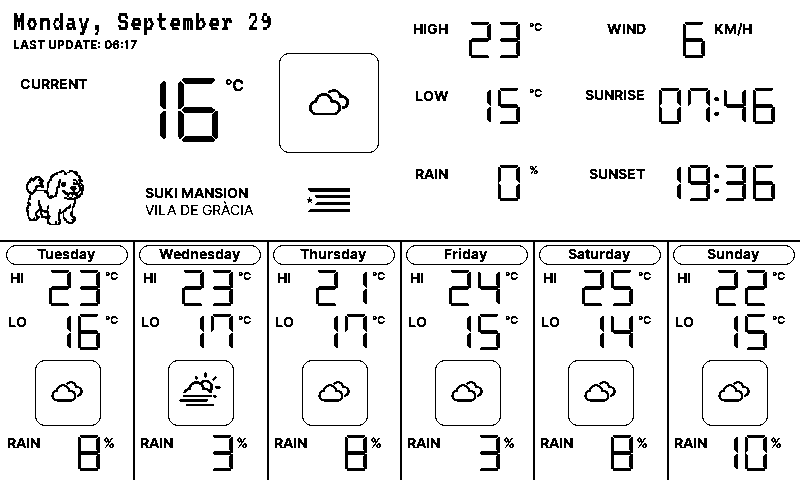 Monday, September 29
LAST UPDATE: 06:17
CURRENT 16 °C
HIGH 23 °C
WIND 6 KM/H
LOW 15 °C
SUNRISE 07:46
RAIN 0 %
SUNSET 19:36
SUKI MANSION
VILA DE GRÀCIA
Tuesday
HI 23 °C
LO 16 °C
RAIN 8 %
Wednesday
HI 23 °C
LO 17 °C
RAIN 3 %
Thursday
HI 21 °C
LO 17 °C
RAIN 8 %
Friday
HI 24 °C
LO 15 °C
RAIN 3 %
Saturday
HI 25 °C
LO 14 °C
RAIN 8 %
Sunday
HI 22 °C
LO 15 °C
RAIN 10 %